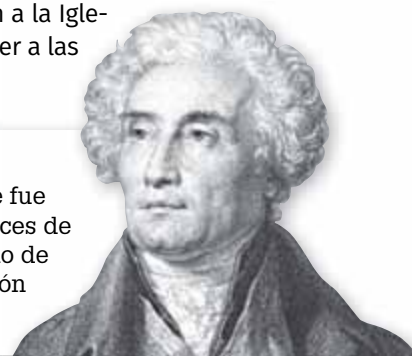 a la Igle-
er a las
fue
ces de
o de
ón